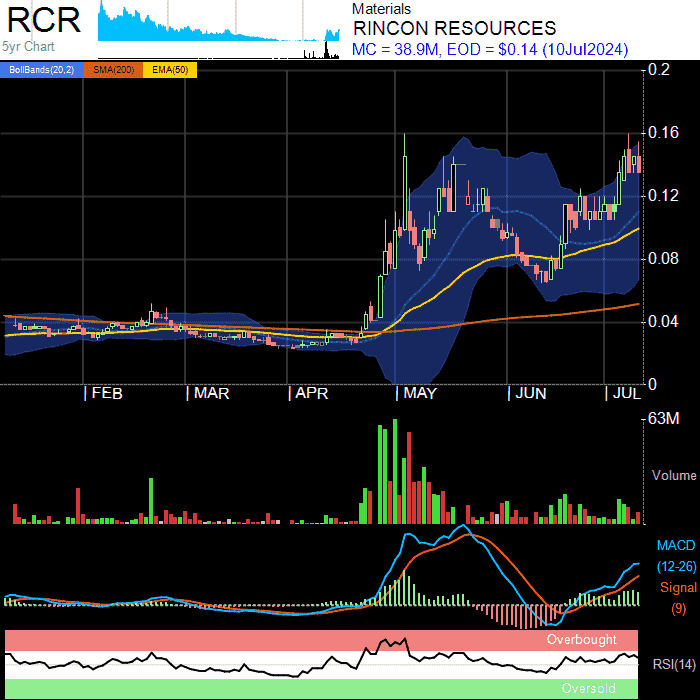 RCR
5yr Chart
Materials
RINCON RESOURCES
MC = 38.9M, EOD = $0.14 (10Jul2024)
BollBands(20,2) SMA(200) EMA(50)
0.2
0.16
0.12
0.08
0.04
0
FEB MAR APR MAY JUN JUL
63M
Volume
MACD
(12-26)
Signal
(9)
Overbought
RSI(14)
Oversold